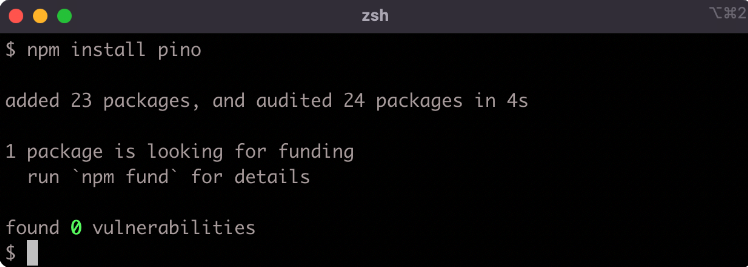 zsh
⌥⌘2
$ npm install pino
added 23 packages, and audited 24 packages in 4s
1 package is looking for funding
  run `npm fund` for details
found 0 vulnerabilities
$